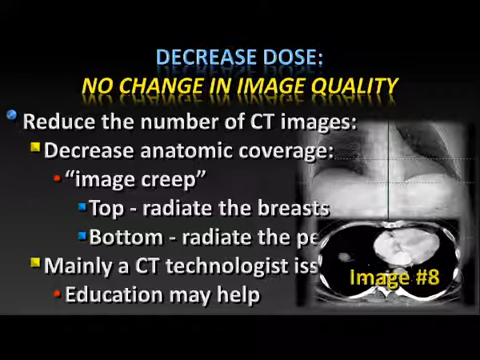 DECREASE DOSE:
NO CHANGE IN IMAGE QUALITY
Reduce the number of CT images:
Decrease anatomic coverage:
“image creep”
Top - radiate the breasts
Bottom - radiate the
Mainly a CT technologist
Image #8
Education may help